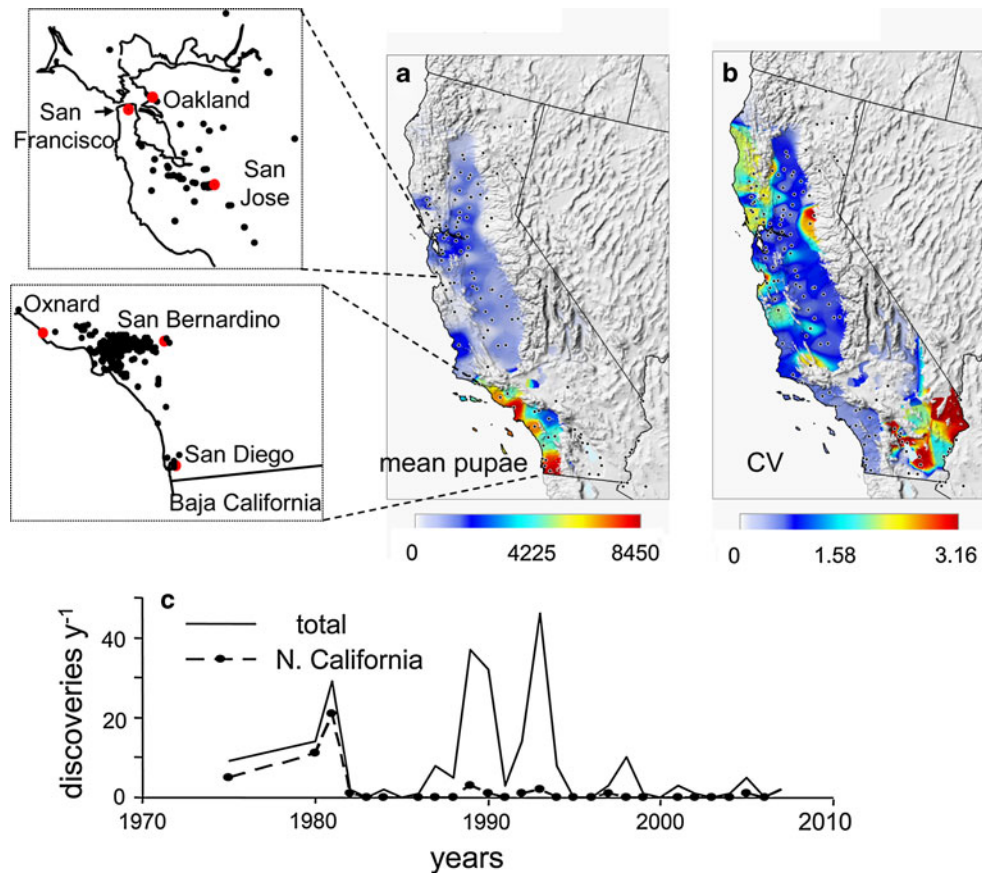 Oakland
San
Francisco
San
Jose
Oxnard
San Bernardino
San Diego
Baja California
a
mean pupae
0 4225 8450
b
CV
0 1.58 3.16
c
total
N. California
discoveries y⁻¹
40
20
0
1970 1980 1990 2000 2010
years